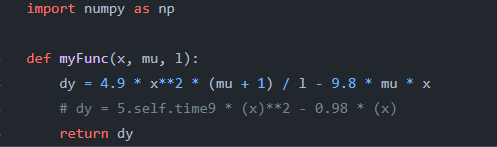 import numpy as np
def myFunc(x, mu, l):
    dy = 4.9 * x**2 * (mu + 1) / l - 9.8 * mu * x
    # dy = 5.self.time9 * (x)**2 - 0.98 * (x)
    return dy